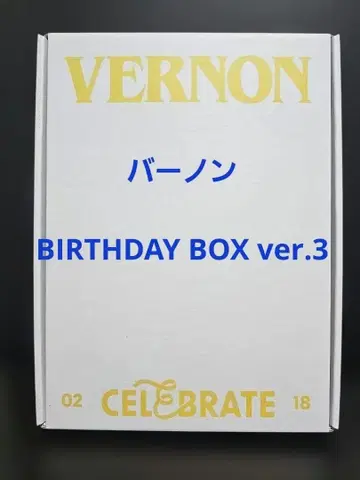 VERNON
バーノン
BIRTHDAY BOX ver.3
02 CELEBRATE 18